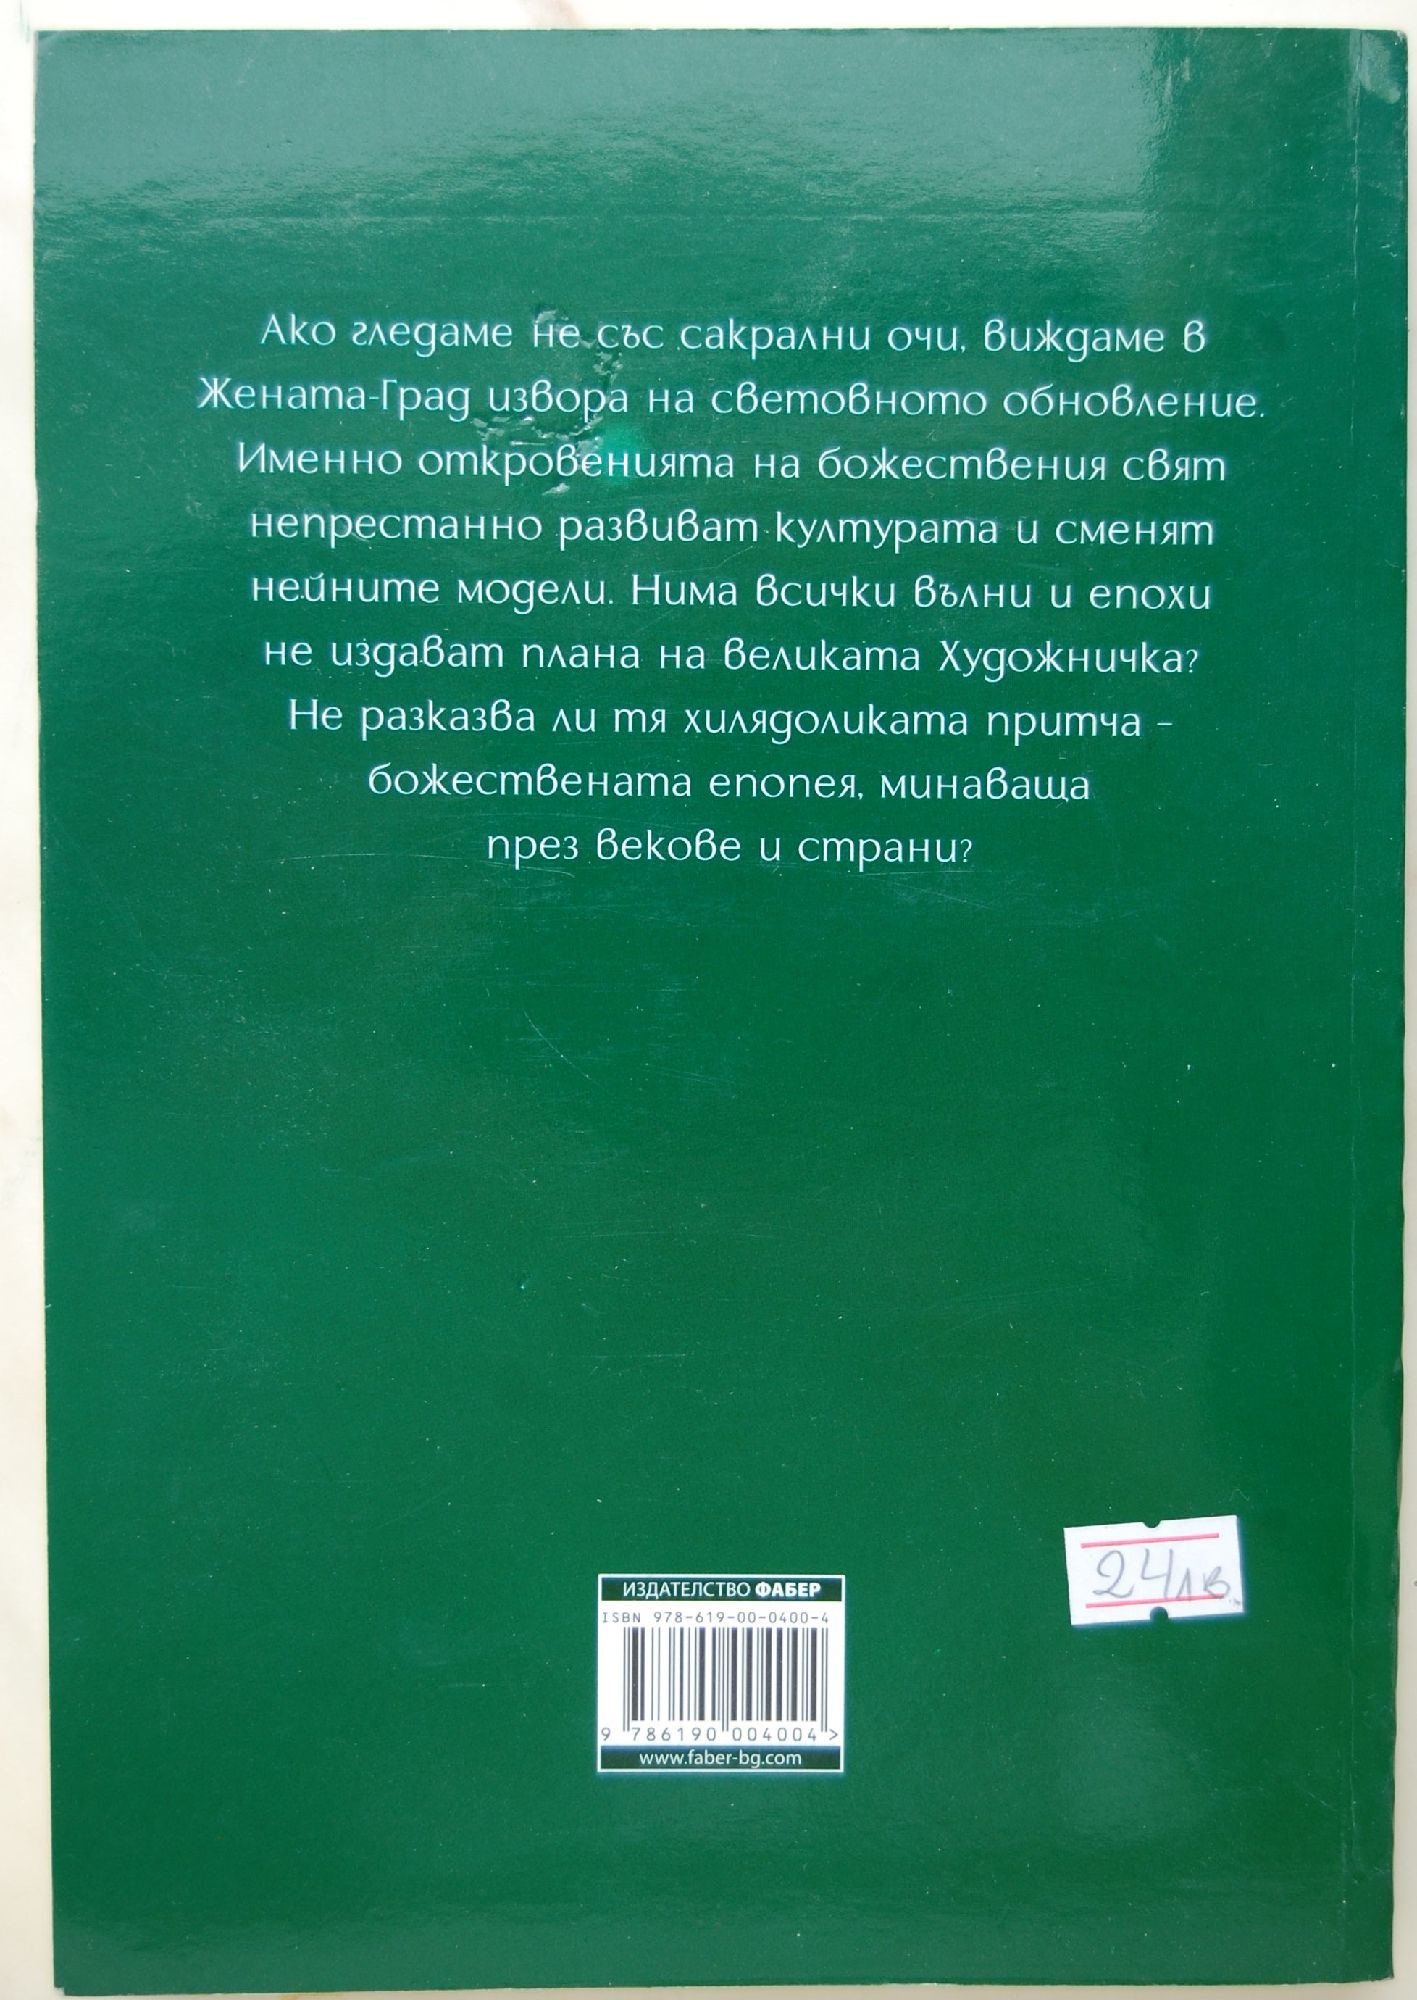 Ако гледаме не със сакрални очи, виждаме в
Жената-Град извора на световното обновление.
Именно откровенията на божествения свят
непрестанно развиват културата и сменят
нейните модели. Нима всички вълни и епохи
не издават плана на великата Художничка?
Не разказва ли тя хилядоликата притча –
божествената епопея, минаваща
през векове и страни?
24лв.
ИЗДАТЕЛСТВО ФАБЕР
ISBN 978-619-00-0400-4
9 786190 004004 >
www.faber-bg.com